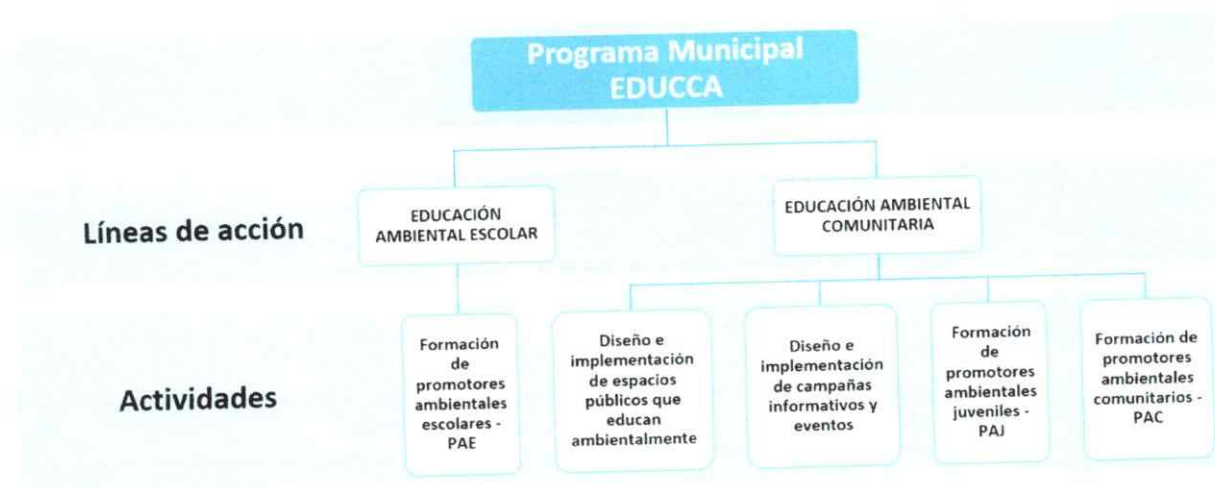 Programa Municipal
EDUCCA
Líneas de acción
EDUCACIÓN
AMBIENTAL ESCOLAR
EDUCACIÓN AMBIENTAL
COMUNITARIA
Actividades
Formación
de
promotores
ambientales
escolares -
PAE
Diseño e
implementación
de espacios
públicos que
educan
ambientalmente
Diseño e
implementación
de campañas
informativos y
eventos
Formación
de
promotores
ambientales
juveniles -
PAJ
Formación de
promotores
ambientales
comunitarios -
PAC